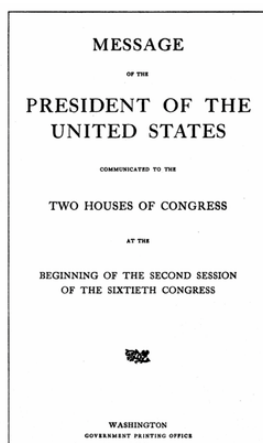 MESSAGE
OF THE
PRESIDENT OF THE
UNITED STATES
COMMUNICATED TO THE
TWO HOUSES OF CONGRESS
AT THE
BEGINNING OF THE SECOND SESSION
OF THE SIXTIETH CONGRESS
WASHINGTON
GOVERNMENT PRINTING OFFICE